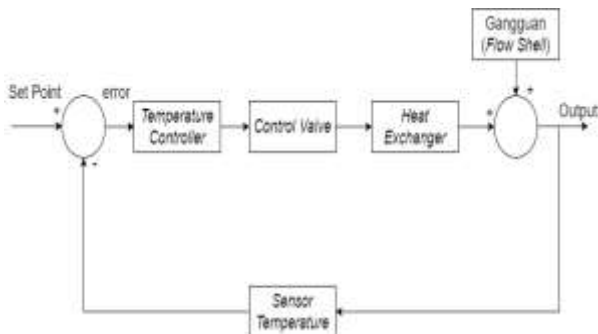 Gangguan
(Flow Shell)
Set Point
+
error
Temperature
Controller
Control Valve
Heat
Exchanger
+
+
Output
-
Sensor
Temperature